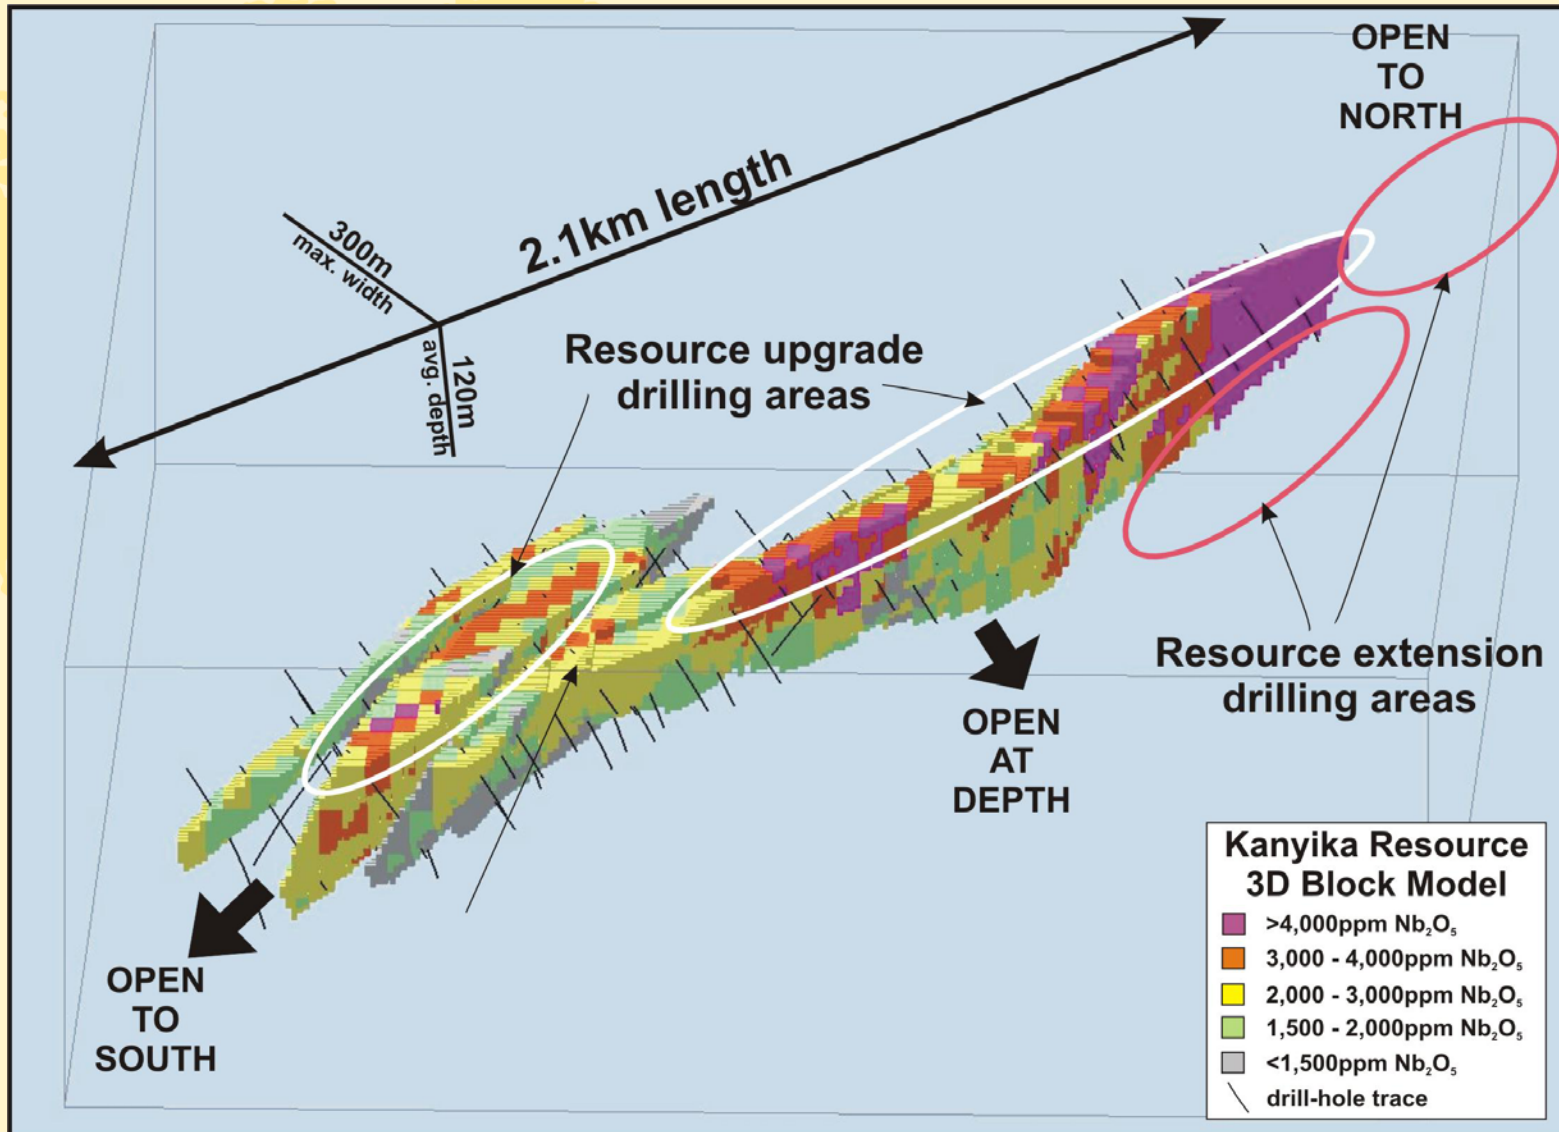 OPEN
TO
NORTH
2.1km length
300m
max. width
120m
avg. depth
Resource upgrade
drilling areas
Resource extension
drilling areas
OPEN
AT
DEPTH
OPEN
TO
SOUTH
Kanyika Resource
3D Block Model
>4,000ppm Nb₂O₅
3,000 - 4,000ppm Nb₂O₅
2,000 - 3,000ppm Nb₂O₅
1,500 - 2,000ppm Nb₂O₅
<1,500ppm Nb₂O₅
drill-hole trace